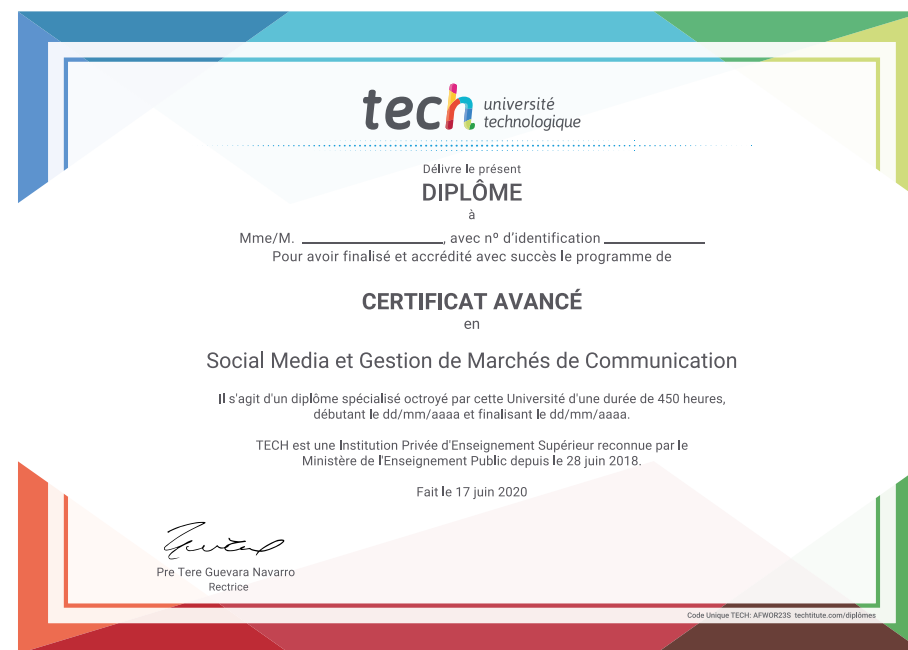 tech université
technologique
Délivre le présent
DIPLÔME
à
Mme/M. ____________________, avec nº d'identification ______________
Pour avoir finalisé et accrédité avec succès le programme de
CERTIFICAT AVANCÉ
en
Social Media et Gestion de Marchés de Communication
Il s'agit d'un diplôme spécialisé octroyé par cette Université d'une durée de 450 heures,
débutant le dd/mm/aaaa et finalisant le dd/mm/aaaa.
TECH est une Institution Privée d'Enseignement Supérieur reconnue par le
Ministère de l'Enseignement Public depuis le 28 juin 2018.
Fait le 17 juin 2020
Pre Tere Guevara Navarro
Rectrice
Code Unique TECH: AFWOR23S techtitute.com/diplômes